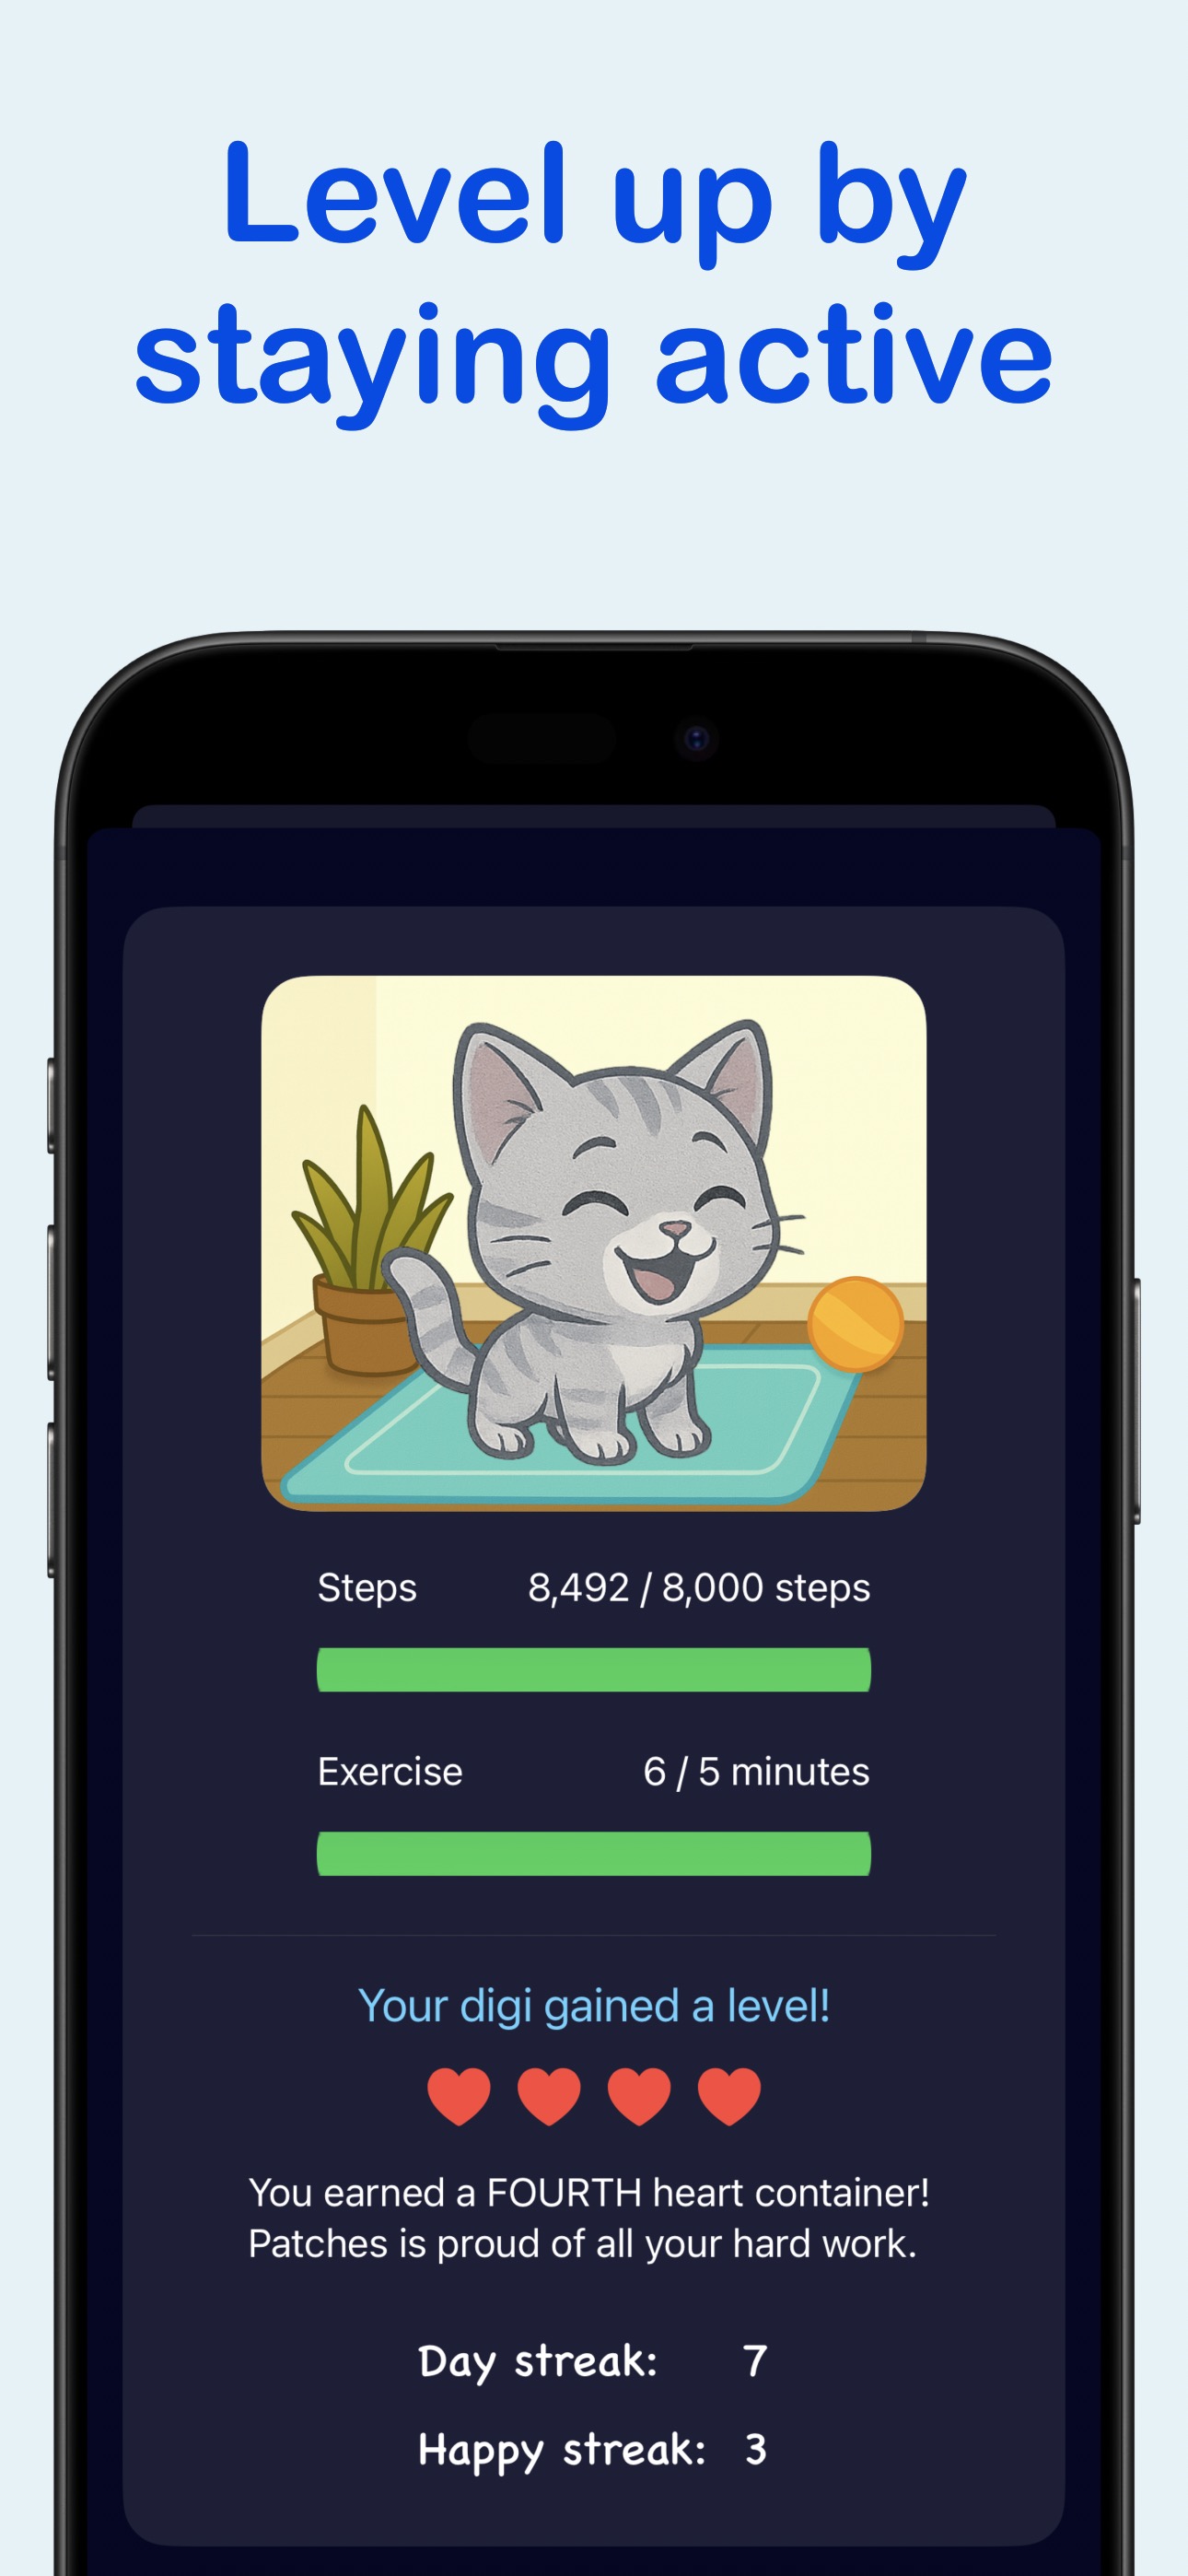 Level up by
staying active
Steps 8,492 / 8,000 steps
Exercise 6 / 5 minutes
Your digi gained a level!
You earned a FOURTH heart container!
Patches is proud of all your hard work.
Day streak: 7
Happy streak: 3